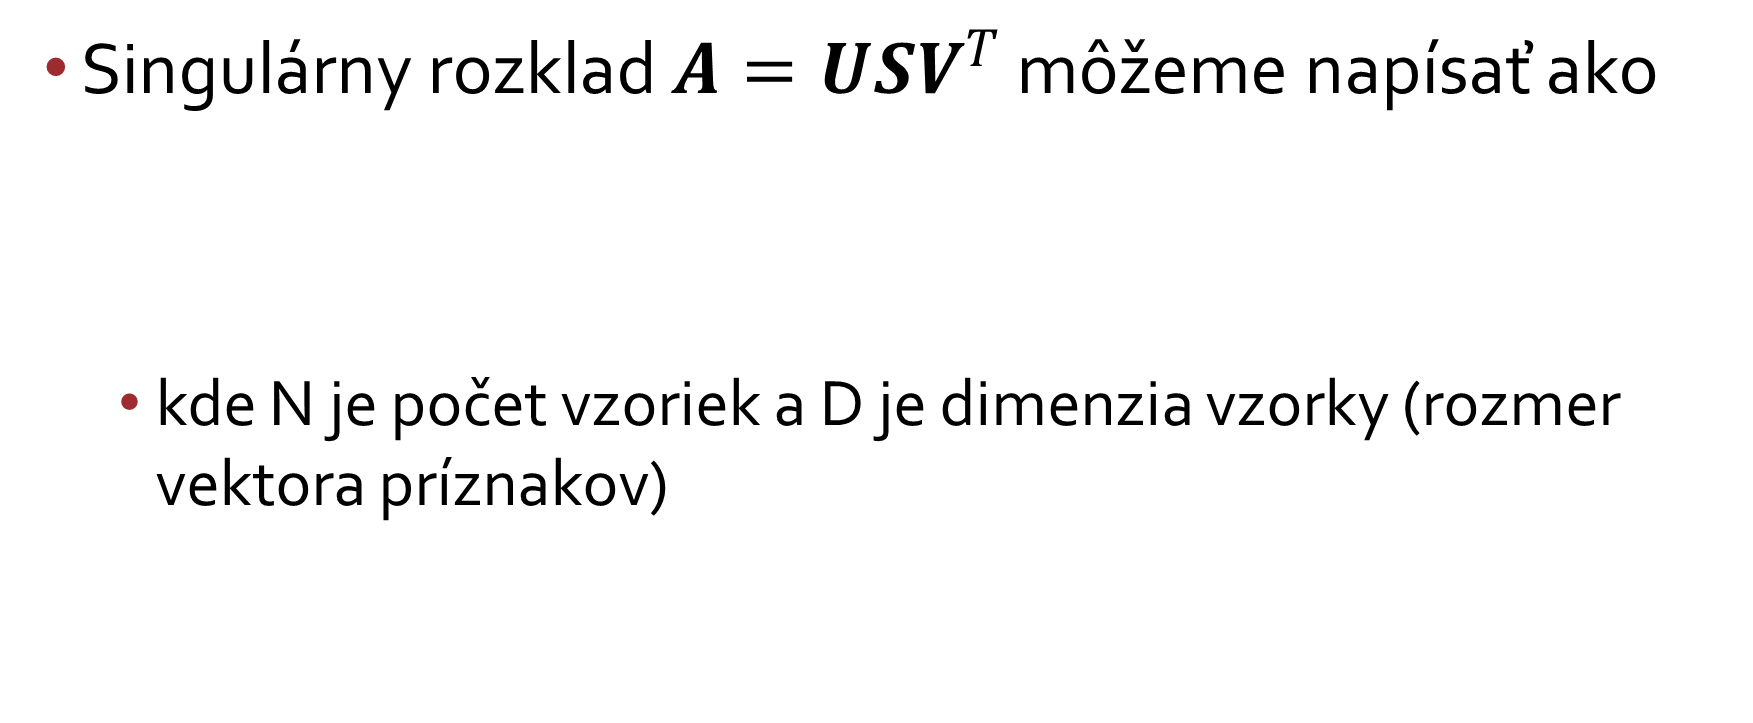 • Singulárny rozklad A = USV^T môžeme napísať ako
• kde N je počet vzoriek a D je dimenzia vzorky (rozmer
vektora príznakov)